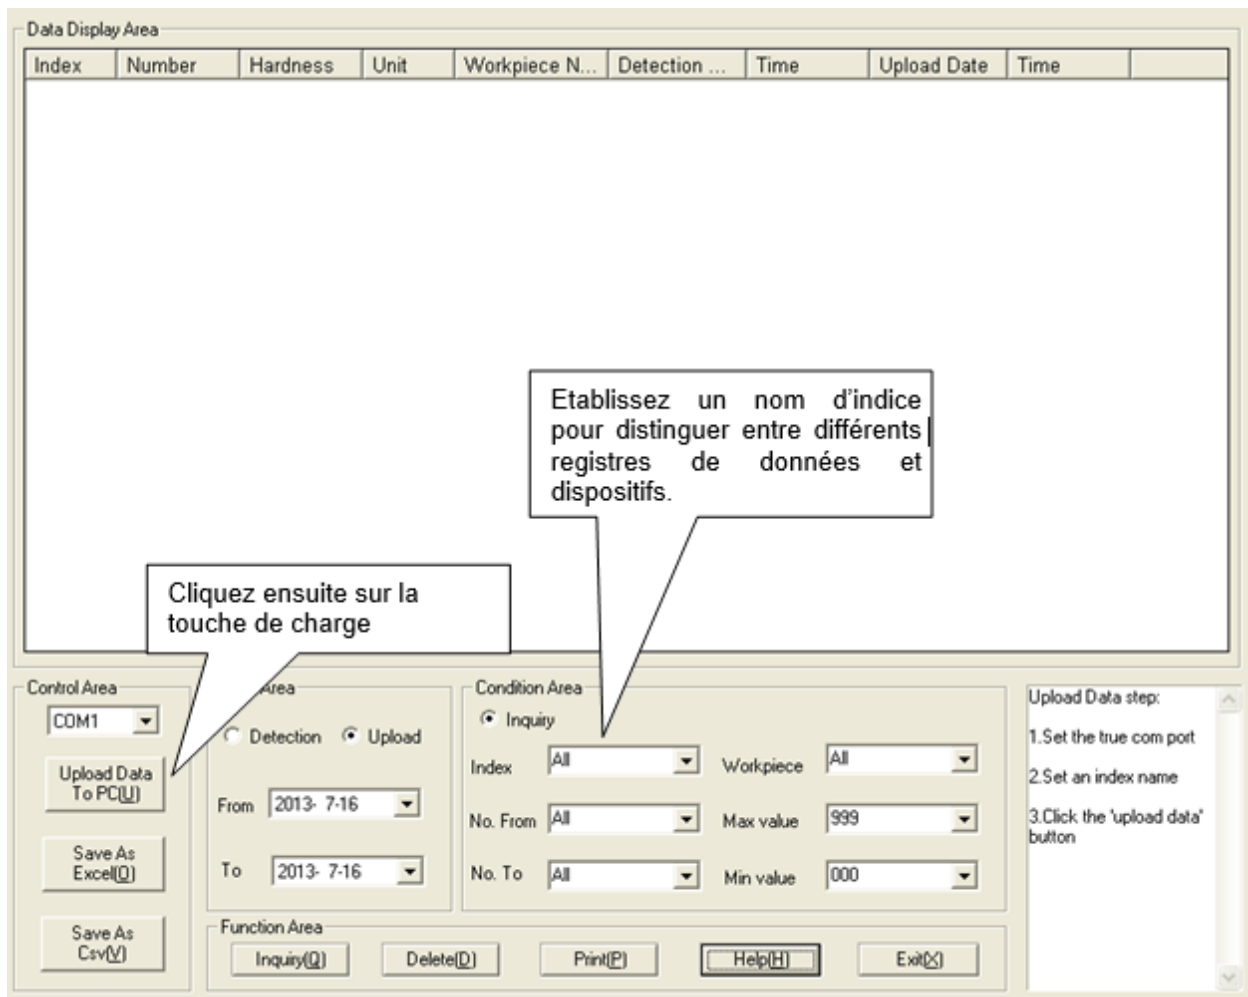 Data Display Area
Index Number Hardness Unit Workpiece N... Detection ... Time Upload Date Time
Etablissez un nom d'indice
pour distinguer entre différents
registres de données et
dispositifs.
Cliquez ensuite sur la
touche de charge
Control Area
COM1
Upload Data
To PC(U)
Save As
Excel(O)
Save As
Csv(V)
Area
Detection Upload
From 2013- 7-16
To 2013- 7-16
Condition Area
Inquiry
Index All Workpiece All
No. From All Max value 999
No. To All Min value 000
Function Area
Inquiry(Q) Delete(D) Print(P) Help(H) Exit(X)
Upload Data step:
1.Set the true com port
2.Set an index name
3.Click the 'upload data'
button